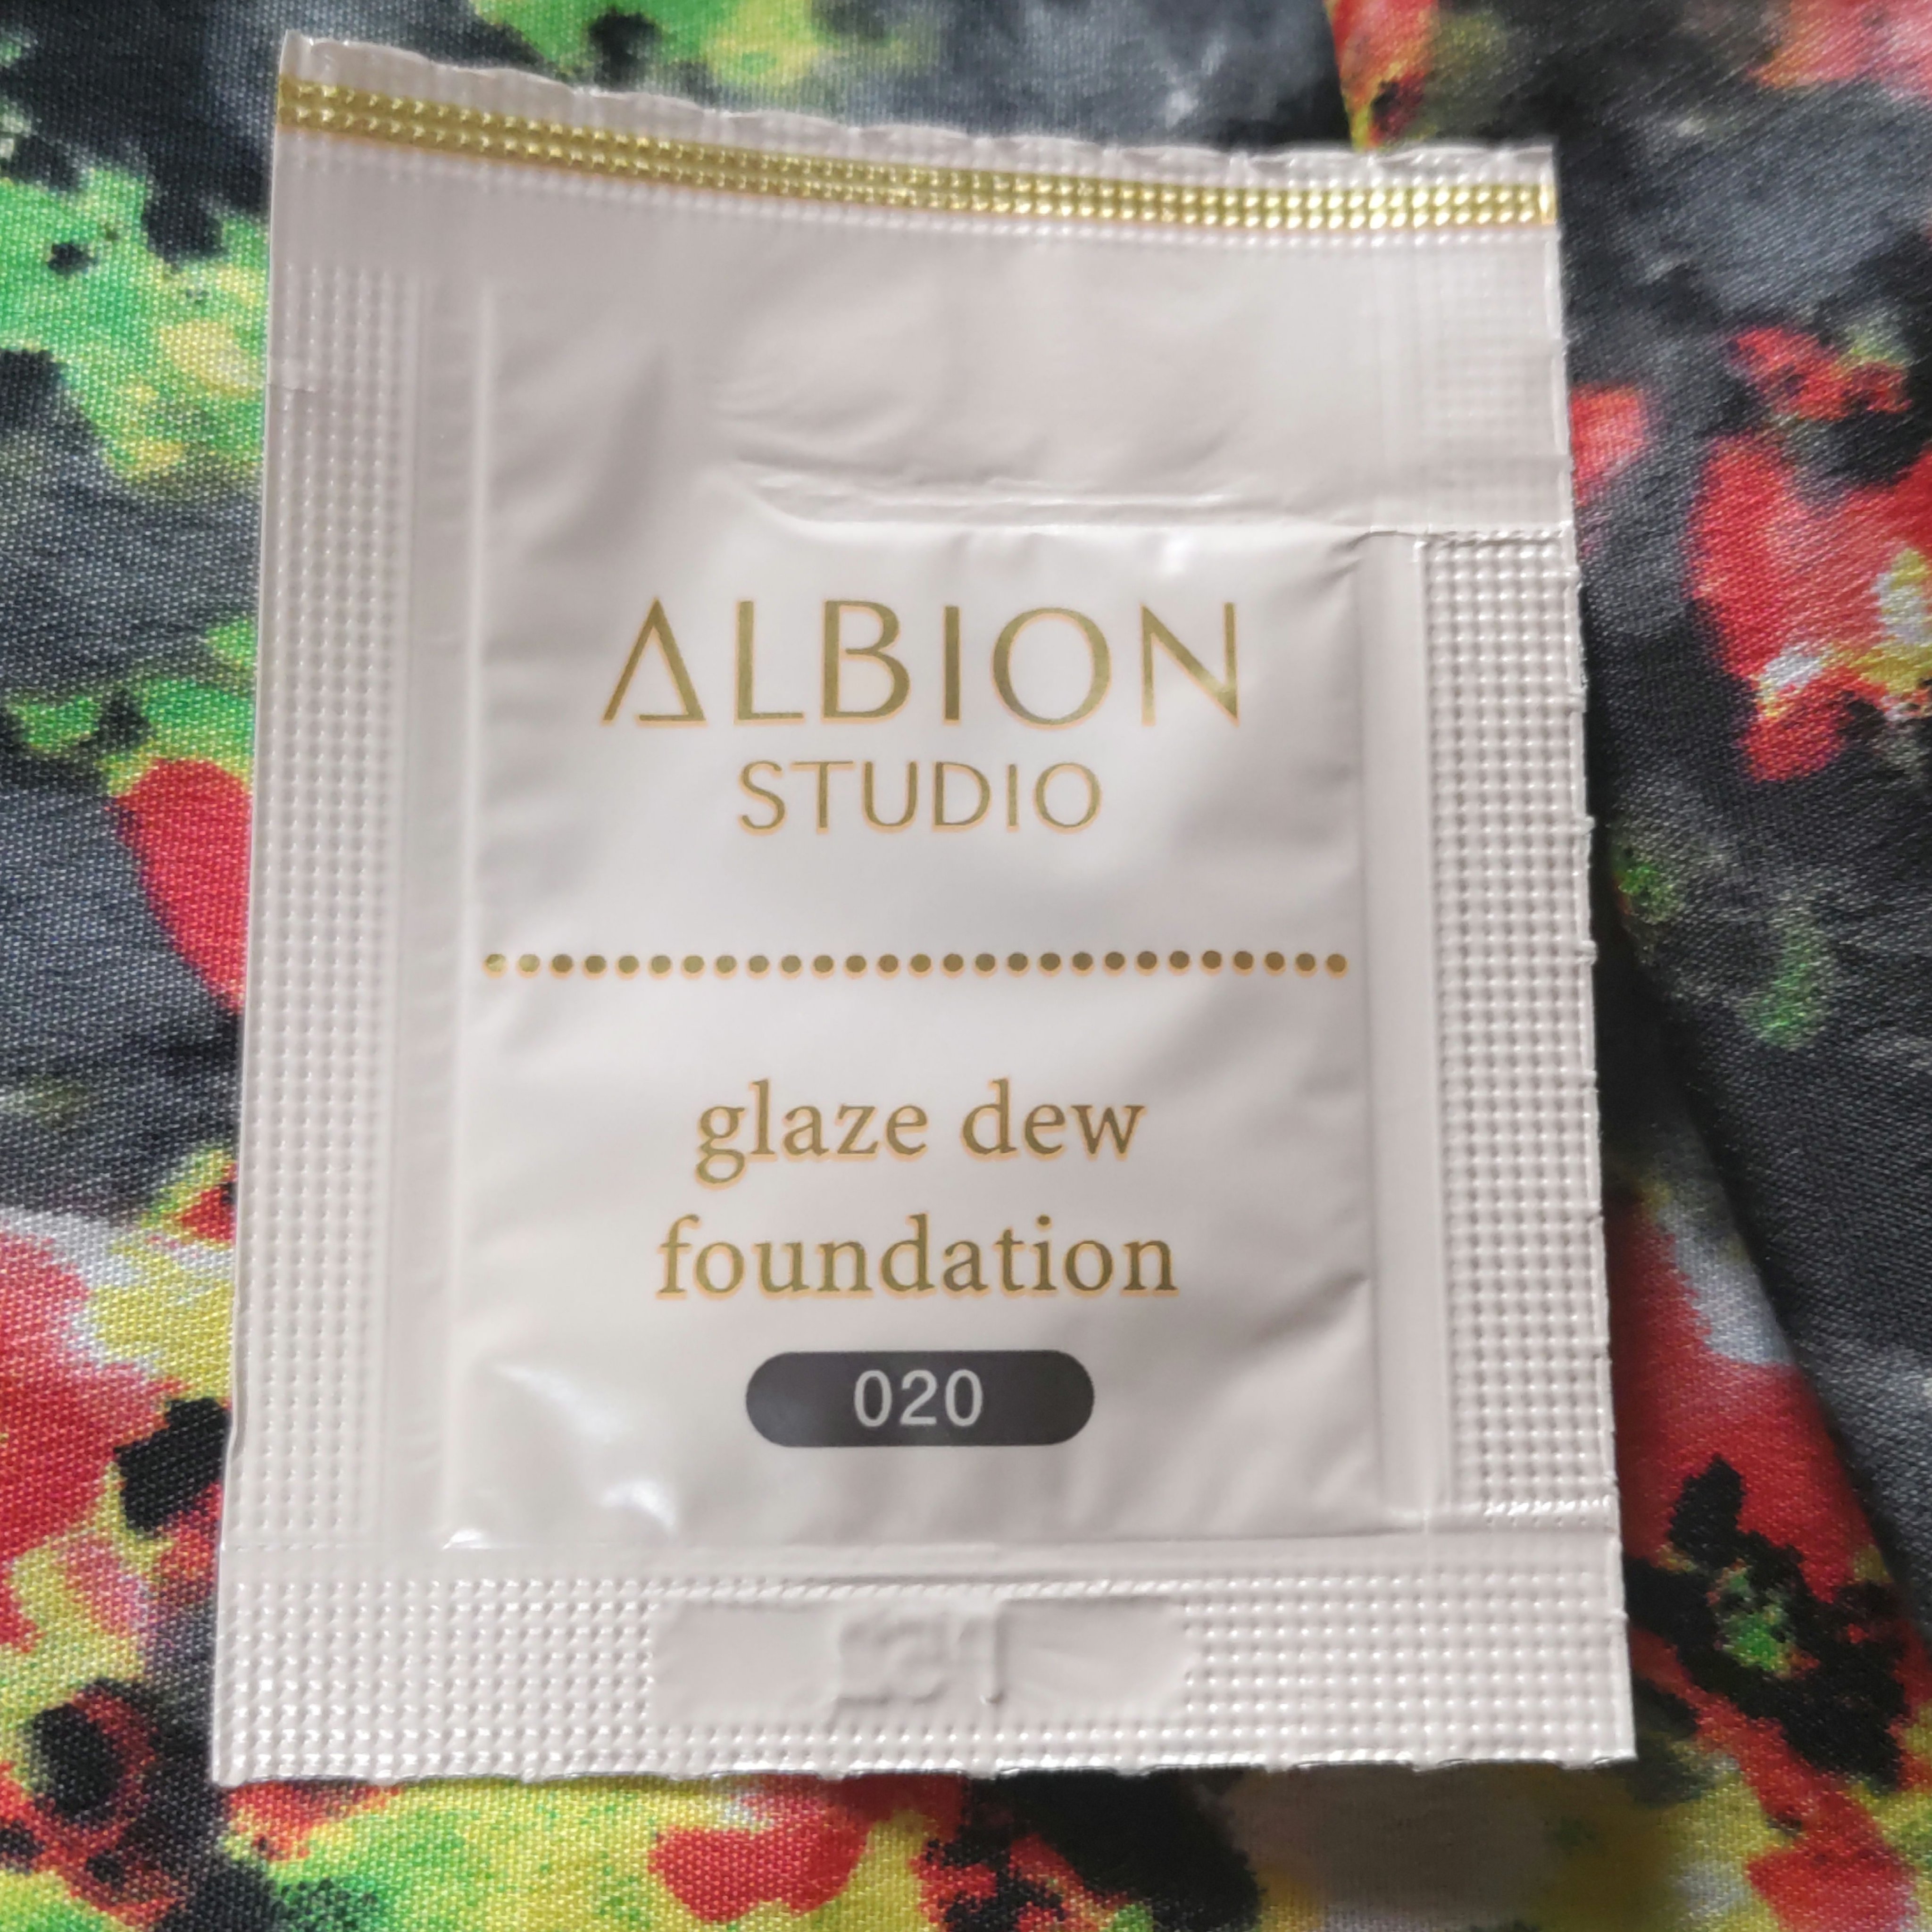 ALBION
STUDIO
glaze dew
foundation
020